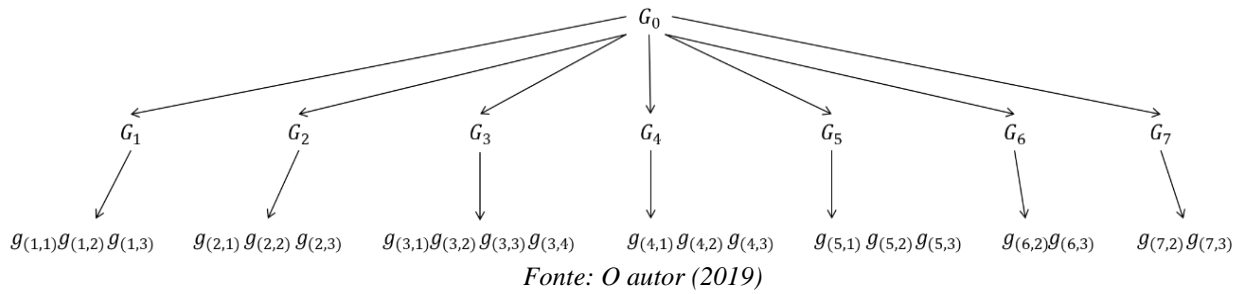 G₀
G₁ G₂ G₃ G₄ G₅ G₆ G₇
g₍₁,₁₎g₍₁,₂₎ g₍₁,₃₎ g₍₂,₁₎ g₍₂,₂₎ g₍₂,₃₎ g₍₃,₁₎g₍₃,₂₎ g₍₃,₃₎g₍₃,₄₎ g₍₄,₁₎ g₍₄,₂₎ g₍₄,₃₎ g₍₅,₁₎ g₍₅,₂₎g₍₅,₃₎ g₍₆,₂₎g₍₆,₃₎ g₍₇,₂₎ g₍₇,₃₎
Fonte: O autor (2019)